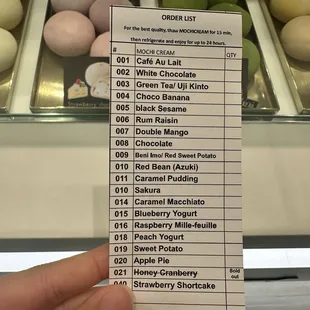 ORDER LIST
For the best quality, thaw MOCHICREAM for 15 min,
then refrigerate and enjoy for up to 24 hours.
# MOCHI CREAM QTY
001 Café Au Lait
002 White Chocolate
003 Green Tea/ Uji Kinto
004 Choco Banana
005 black Sesame
006 Rum Raisin
007 Double Mango
008 Chocolate
009 Beni Imo/ Red Sweet Potato
010 Red Bean (Azuki)
011 Caramel Pudding
010 Sakura
014 Caramel Macchiato
015 Blueberry Yogurt
016 Raspberry Mille-feuille
018 Peach Yogurt
019 Sweet Potato
020 Apple Pie
021 Honey Cranberry Sold out
040 Strawberry Shortcake